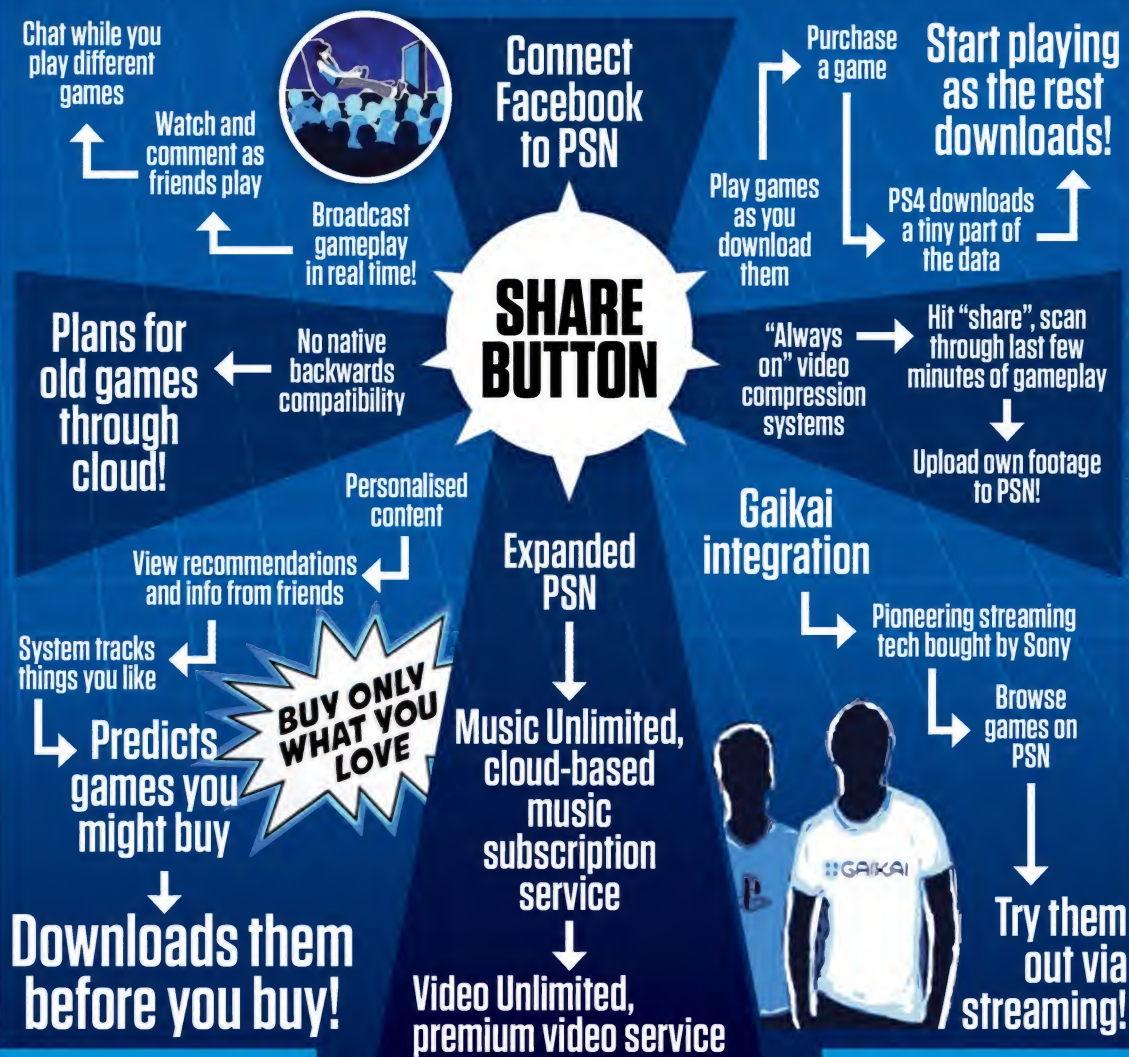 Chat while you
play different
games
Watch and
comment as
friends play
Broadcast
gameplay
in real time!
Connect
Facebook
to PSN
Play games
as you
download
them
Purchase
a game
PS4 downloads
a tiny part of
the data
Start playing
as the rest
downloads!
SHARE
BUTTON
No native
backwards
compatibility
Plans for
old games
through
cloud!
"Always
on" video
compression
systems
Hit "share", scan
through last few
minutes of gameplay
Upload own footage
to PSN!
Personalised
content
View recommendations
and info from friends
System tracks
things you like
Predicts
games you
might buy
Downloads them
before you buy!
BUY ONLY
WHAT YOU
LOVE
Expanded
PSN
Music Unlimited,
cloud-based
music
subscription
service
Video Unlimited,
premium video service
Gaikai
integration
Pioneering streaming
tech bought by Sony
Browse
games on
PSN
Try them
out via
streaming!
GAIKAI